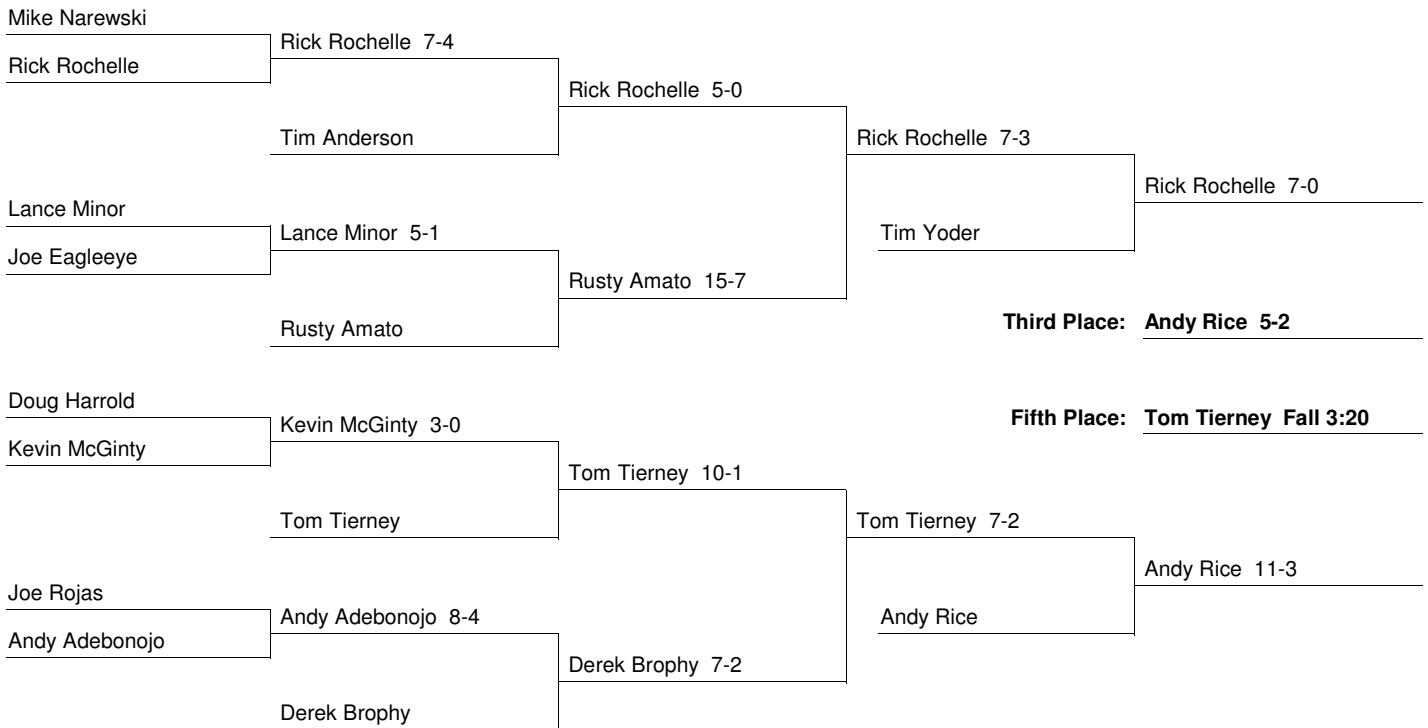 Mike Narewski
Rick Rochelle 7-4
Rick Rochelle
Rick Rochelle 5-0
Tim Anderson
Rick Rochelle 7-3
Rick Rochelle 7-0
Lance Minor
Lance Minor 5-1
Tim Yoder
Joe Eagleeye
Rusty Amato 15-7
Rusty Amato
Third Place: Andy Rice 5-2
Doug Harrold
Kevin McGinty 3-0
Fifth Place: Tom Tierney Fall 3:20
Kevin McGinty
Tom Tierney 10-1
Tom Tierney
Tom Tierney 7-2
Andy Rice 11-3
Joe Rojas
Andy Adebonojo 8-4
Andy Rice
Andy Adebonojo
Derek Brophy 7-2
Derek Brophy